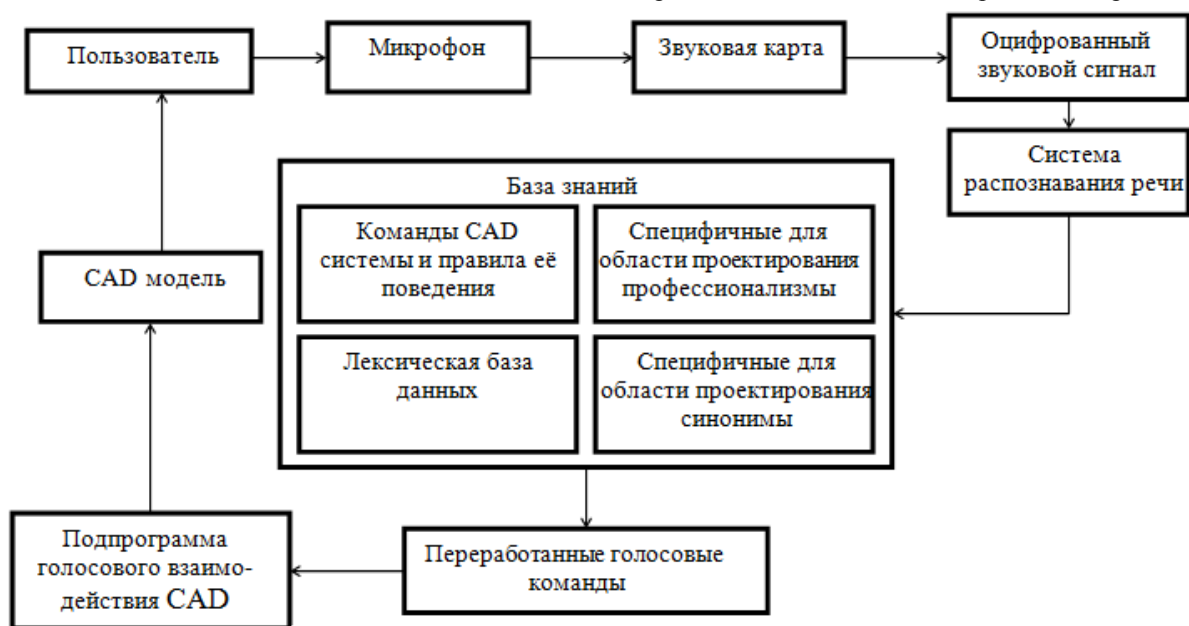 Пользователь
Микрофон
Звуковая карта
Оцифрованный
звуковой сигнал
Система
распознавания речи
База знаний
Команды CAD
системы и правила её
поведения
Специфичные для
области проектирования
профессионализмы
Лексическая база
данных
Специфичные для
области проектирования
синонимы
CAD модель
Подпрограмма
голосового взаимо-
действия CAD
Переработанные голосовые
команды